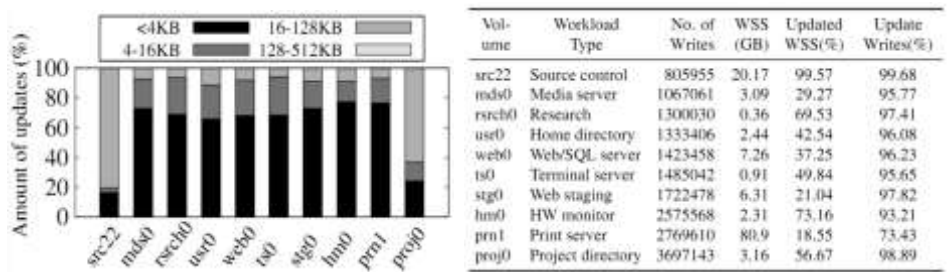 <4KB 16-128KB
4-16KB 128-512KB
Amount of updates (%)
100
80
60
40
20
0
src22 mds0 rsrch0 usr0 web0 ts0 stg0 hm0 prn1 proj0
Vol- Workload No. of WSS Updated Update
ume Type Writes (GB) WSS(%) Writes(%)
src22 Source control 805955 20.17 99.57 99.68
mds0 Media server 1067061 3.09 29.27 95.77
rsrch0 Research 1300030 0.36 69.53 97.41
usr0 Home directory 1333406 2.44 42.54 96.08
web0 Web/SQL server 1423458 7.26 37.25 96.23
ts0 Terminal server 1485042 0.91 49.84 95.65
stg0 Web staging 1722478 6.31 21.04 97.82
hm0 HW monitor 2575568 2.31 73.16 93.21
prn1 Print server 2769610 80.9 18.55 73.43
proj0 Project directory 3697143 3.16 56.67 98.89